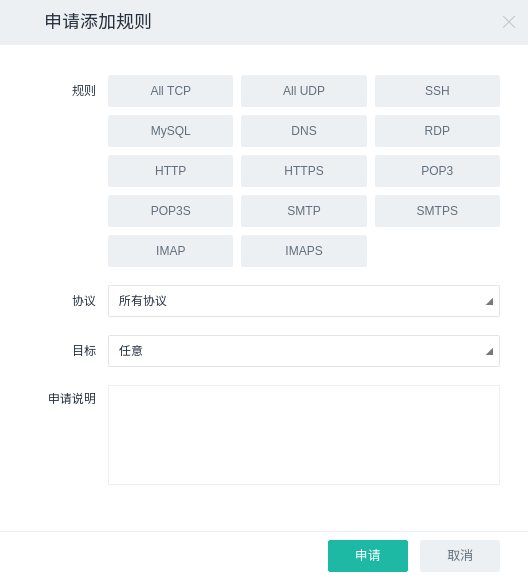 申请添加规则
规则
All TCP
All UDP
SSH
MySQL
DNS
RDP
HTTP
HTTPS
POP3
POP3S
SMTP
SMTPS
IMAP
IMAPS
协议
所有协议
目标
任意
申请说明
申请
取消